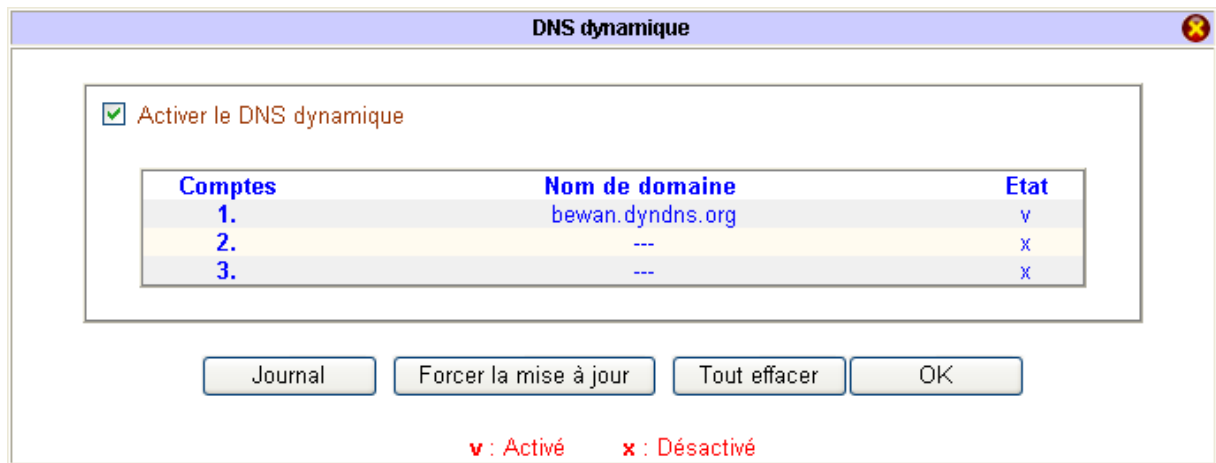 DNS dynamique
Activer le DNS dynamique
Comptes Nom de domaine Etat
1. bewan.dyndns.org v
2. --- x
3. --- x
Journal Forcer la mise à jour Tout effacer OK
v : Activé x : Désactivé